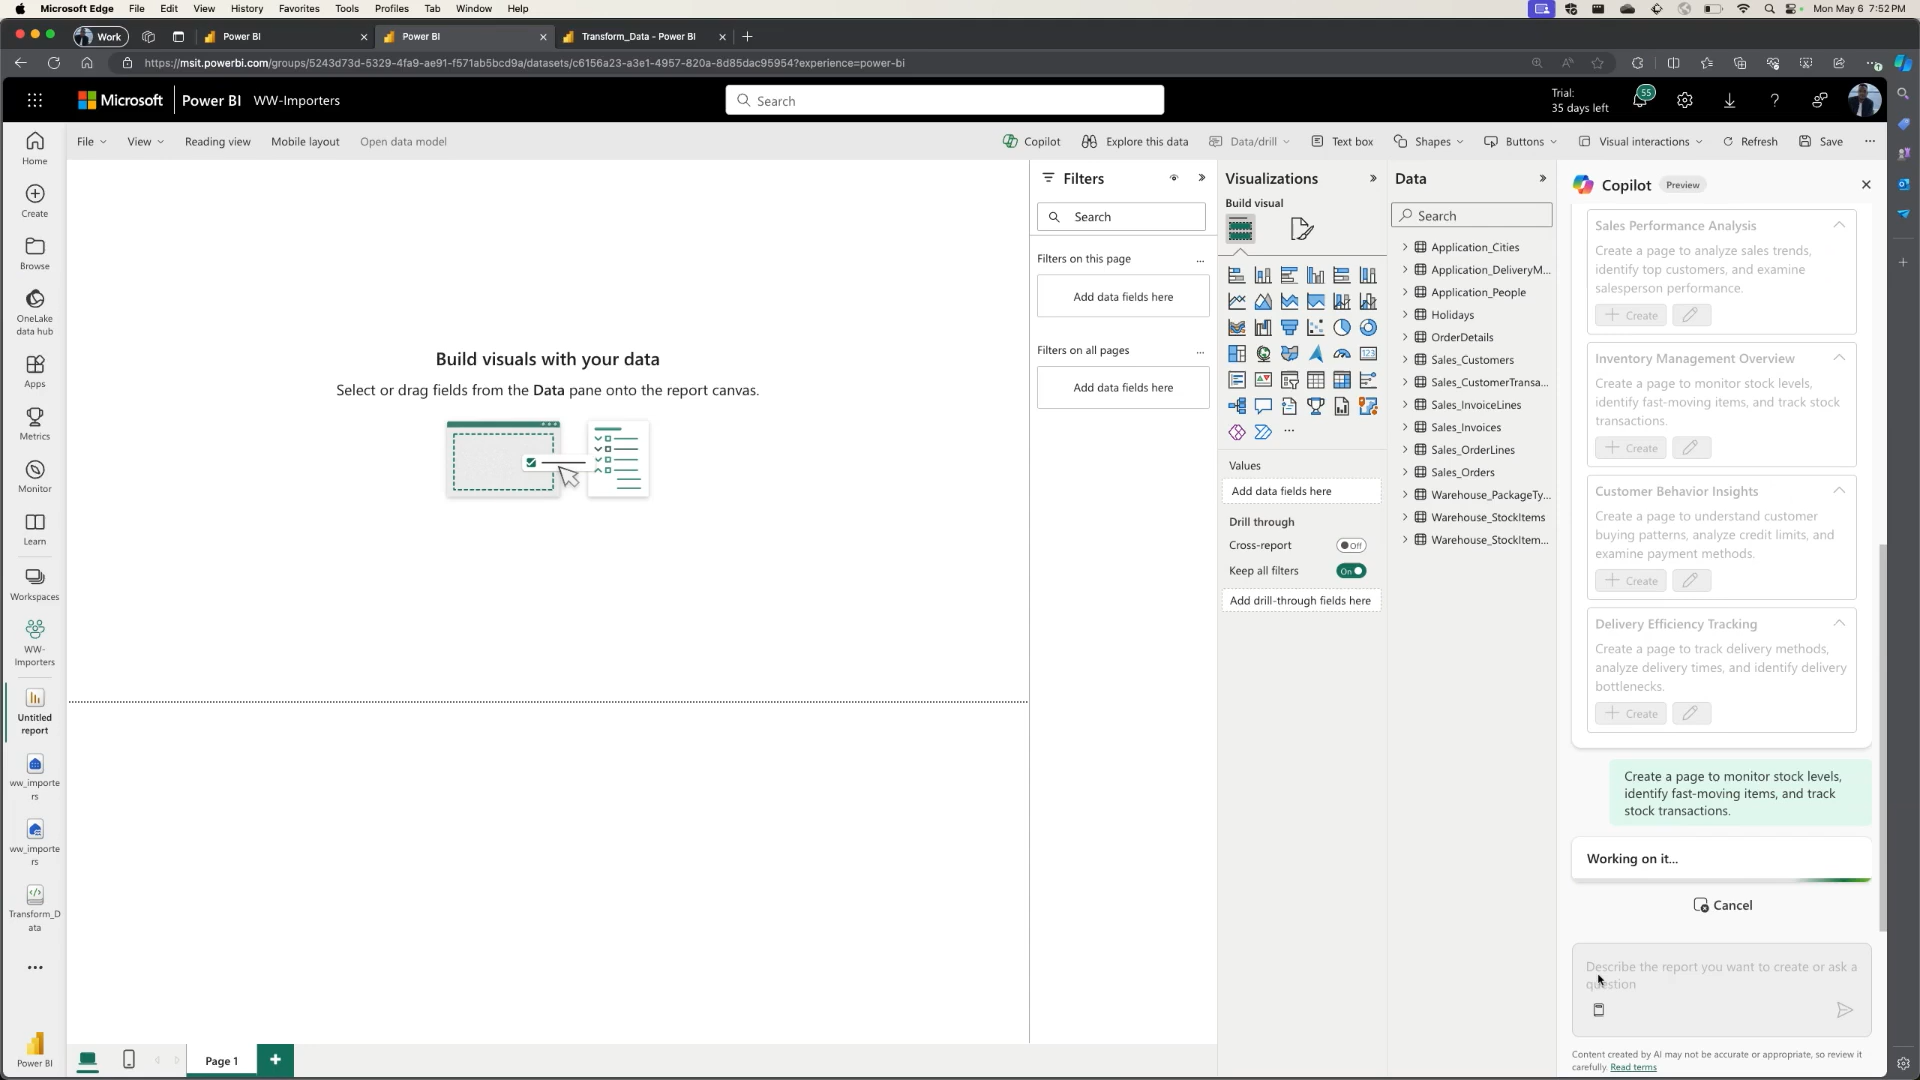 Microsoft Edge File Edit View History Favorites Tools Profiles Tab Window Help Mon May 6 7:52 PM
Work Power BI Power BI Transform_Data - Power BI
https://msit.powerbi.com/groups/5243d73d-5329-4fa9-ae91-f571ab5bcd9a/datasets/c6156a23-a3e1-4957-820a-8d85dac95954?experience=power-bi
Microsoft Power BI WW-Importers
Search
Trial:
35 days left
55
File View Reading view Mobile layout Open data model
Copilot Explore this data Data/drill Text box Shapes Buttons Visual interactions Refresh Save
Home
Create
Browse
OneLake
data hub
Apps
Metrics
Monitor
Learn
Workspaces
WW-
Importers
Untitled
report
ww_importe
rs
ww_importe
rs
Transform_D
ata
Power BI
Build visuals with your data
Select or drag fields from the Data pane onto the report canvas.
Page 1
Filters
Search
Filters on this page
Add data fields here
Filters on all pages
Add data fields here
Visualizations
Build visual
123
Values
Add data fields here
Drill through
Cross-report Off
Keep all filters On
Add drill-through fields here
Data
Search
Application_Cities
Application_DeliveryM...
Application_People
Holidays
OrderDetails
Sales_Customers
Sales_CustomerTransa...
Sales_InvoiceLines
Sales_Invoices
Sales_OrderLines
Sales_Orders
Warehouse_PackageTy...
Warehouse_StockItems
Warehouse_StockItem...
Copilot Preview
Sales Performance Analysis
Create a page to analyze sales trends,
identify top customers, and examine
salesperson performance.
Create
Inventory Management Overview
Create a page to monitor stock levels,
identify fast-moving items, and track stock
transactions.
Create
Customer Behavior Insights
Create a page to understand customer
buying patterns, analyze credit limits, and
examine payment methods.
Create
Delivery Efficiency Tracking
Create a page to track delivery methods,
analyze delivery times, and identify delivery
bottlenecks.
Create
Create a page to monitor stock levels,
identify fast-moving items, and track
stock transactions.
Working on it...
Cancel
Describe the report you want to create or ask a
question
Content created by AI may not be accurate or appropriate, so review it
carefully. Read terms